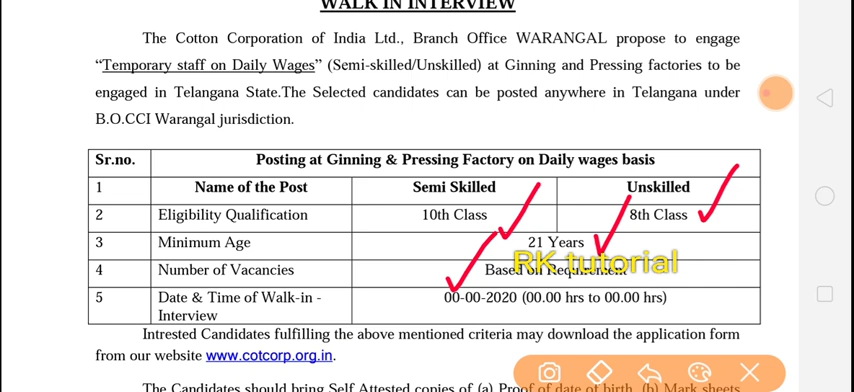 WALK IN INTERVIEW
The Cotton Corporation of India Ltd., Branch Office WARANGAL propose to engage
“Temporary staff on Daily Wages” (Semi-skilled/Unskilled) at Ginning and Pressing factories to be
engaged in Telangana State.The Selected candidates can be posted anywhere in Telangana under
B.O.CCI Warangal jurisdiction.
Sr.no. Posting at Ginning & Pressing Factory on Daily wages basis
1 Name of the Post Semi Skilled Unskilled
2 Eligibility Qualification 10th Class 8th Class
3 Minimum Age 21 Years
4 Number of Vacancies Based on Requirement
RK tutorial
5 Date & Time of Walk-in - 00-00-2020 (00.00 hrs to 00.00 hrs)
Interview
Intrested Candidates fulfilling the above mentioned criteria may download the application form
from our website www.cotcorp.org.in.
The Candidates should bring Self Attested copies of (a) Proof of date of birth, (b) Mark sheets